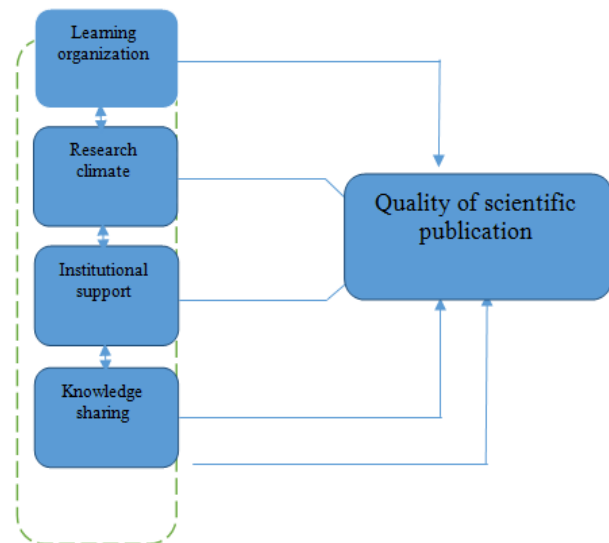 Learning
organization
Research
climate
Quality of scientific
publication
Institutional
support
Knowledge
sharing